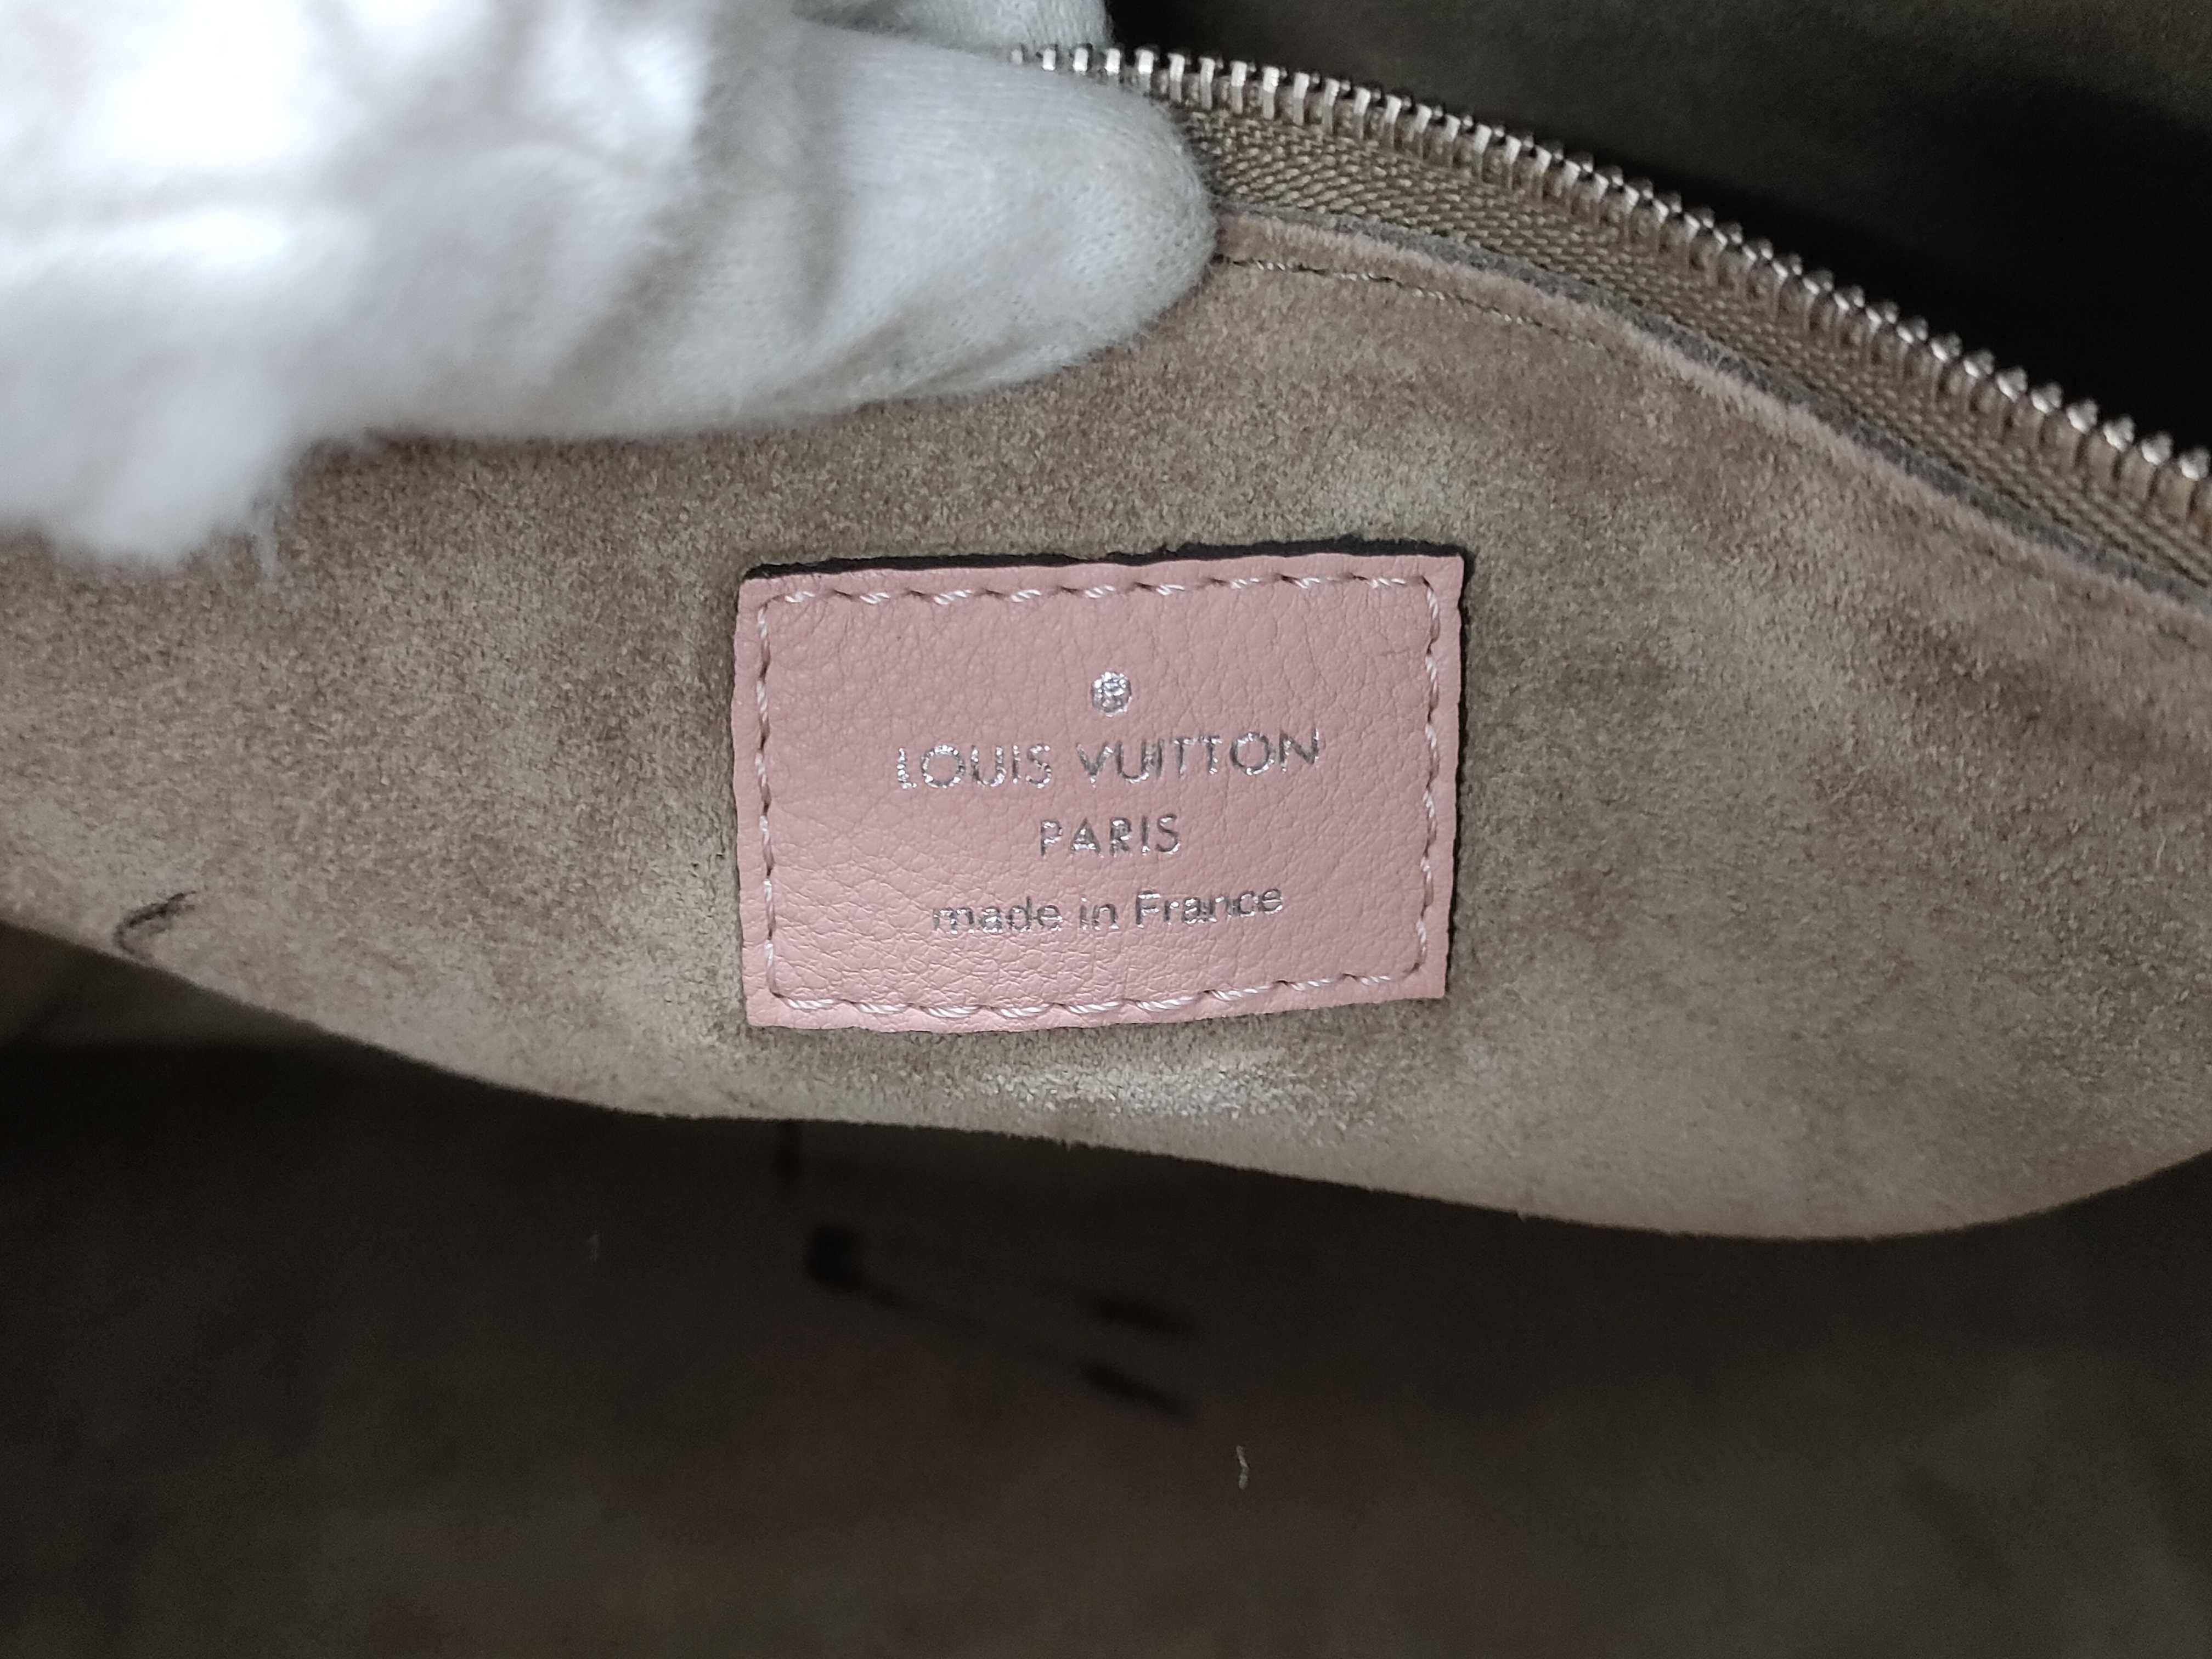 ®
LOUIS VUITTON
PARIS
made in France